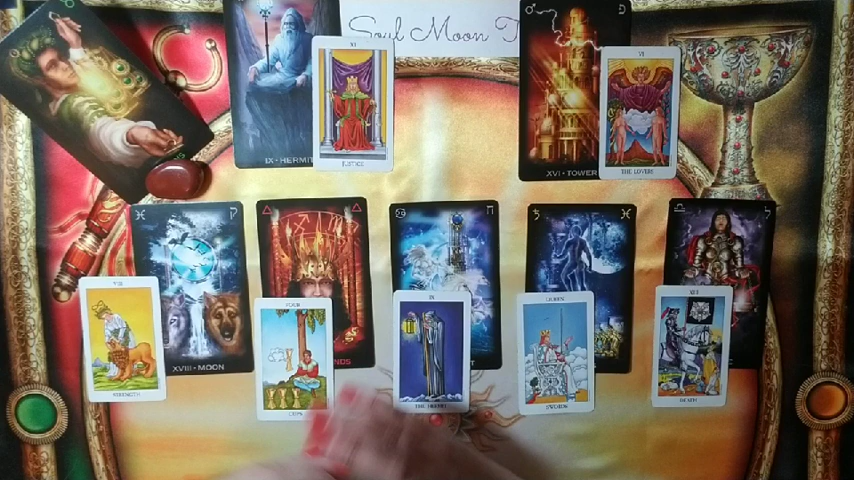 Soul Moon T
IX • HERMIT
XI
JUSTICE
XVI • TOWER
VI
THE LOVERS
XVIII • MOON
VIII
STRENGTH
FOUR
CUPS
IX
THE HERMIT
QUEEN
SWORDS
XIII
DEATH